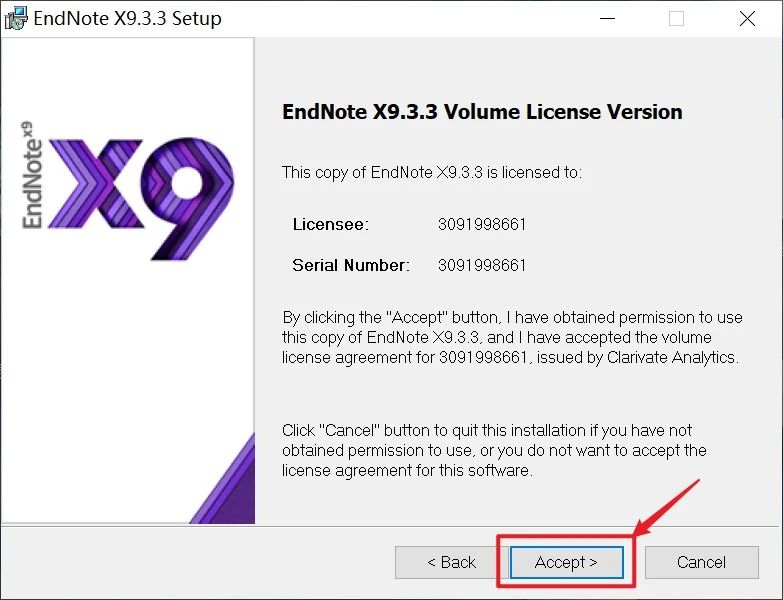 EndNote X9.3.3 Setup
EndNote X9
X9
EndNote X9.3.3 Volume License Version
This copy of EndNote X9.3.3 is licensed to:
Licensee: 3091998661
Serial Number: 3091998661
By clicking the "Accept" button, I have obtained permission to use
this copy of EndNote X9.3.3, and I have accepted the volume
license agreement for 3091998661, issued by Clarivate Analytics.
Click "Cancel" button to quit this installation if you have not
obtained permission to use, or you do not want to accept the
license agreement for this software.
< Back Accept > Cancel